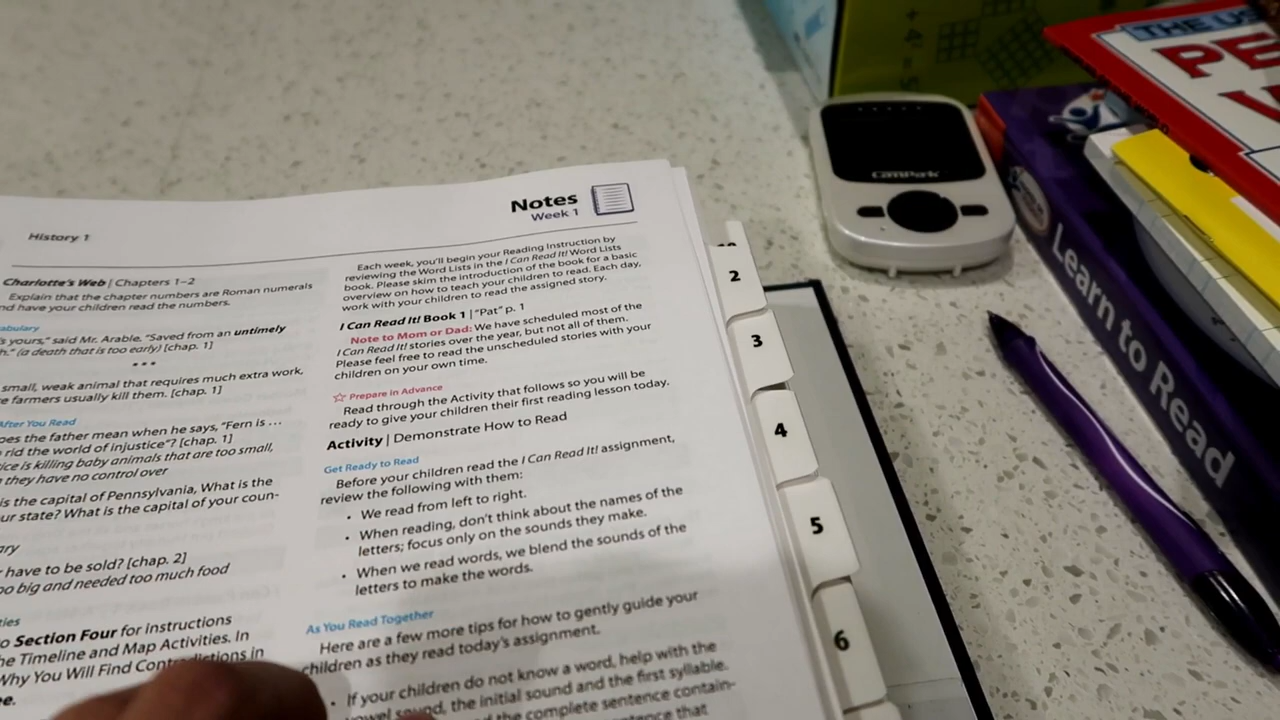 History 1
Notes
Week 1
Charlotte's Web | Chapters 1–2
Explain that the chapter numbers are Roman numerals
have your children read the numbers.
yours," said Mr. Arable. "Saved from an untimely
(a death that is too early) [chap. 1]
* * *
small, weak animal that requires much extra work,
farmers usually kill them. [chap. 1]
After You Read
the father mean when he says, "Fern is …
rid the world of injustice"? [chap. 1]
is killing baby animals that are too small,
they have no control over
is the capital of Pennsylvania, What is the
state? What is the capital of your coun-
have to be sold? [chap. 2]
big and needed too much food
Section Four for instructions
Timeline and Map Activities. In
Why You Will Find Contradictions in
Each week, you'll begin your Reading Instruction by
reviewing the Word Lists in the I Can Read It! Word Lists
book. Please skim the introduction of the book for a basic
overview on how to teach your children to read. Each day,
work with your children to read the assigned story.
I Can Read It! Book 1 | "Pat" p. 1
Note to Mom or Dad: We have scheduled most of the
I Can Read It! stories over the year, but not all of them.
Please feel free to read the unscheduled stories with your
children on your own time.
☆ Prepare in Advance
Read through the Activity that follows so you will be
ready to give your children their first reading lesson today.
Activity | Demonstrate How to Read
Get Ready to Read
Before your children read the I Can Read It! assignment,
review the following with them:
• We read from left to right.
• When reading, don't think about the names of the
letters; focus only on the sounds they make.
• When we read words, we blend the sounds of the
letters to make the words.
As You Read Together
Here are a few more tips for how to gently guide your
children as they read today's assignment.
• If your children do not know a word, help with the
vowel sound, the initial sound and the first syllable.
the complete sentence contain-
that
2
3
4
5
6
CamPark
Learn to Read
THE